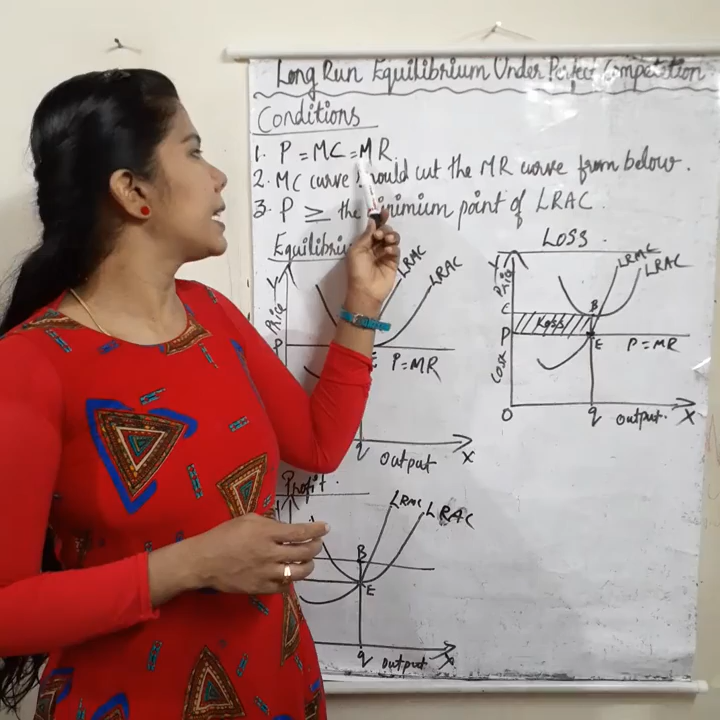 Long Run Equilibrium Under Perfect Competetion
Conditions
1. P = MC = MR
2. MC curve should cut the MR curve from below.
3. P ≥ the minimum point of LRAC.
Equilibrium
Y
Price
LRAC
P
E
P = MR
q
output
X
LOSS.
Y
Price
LRMC
LRAC
C
B
Loss
P
E
P = MR
Cost
O
q
output.
X
Profit.
LRMC
LRAC
B
E
q
output
X